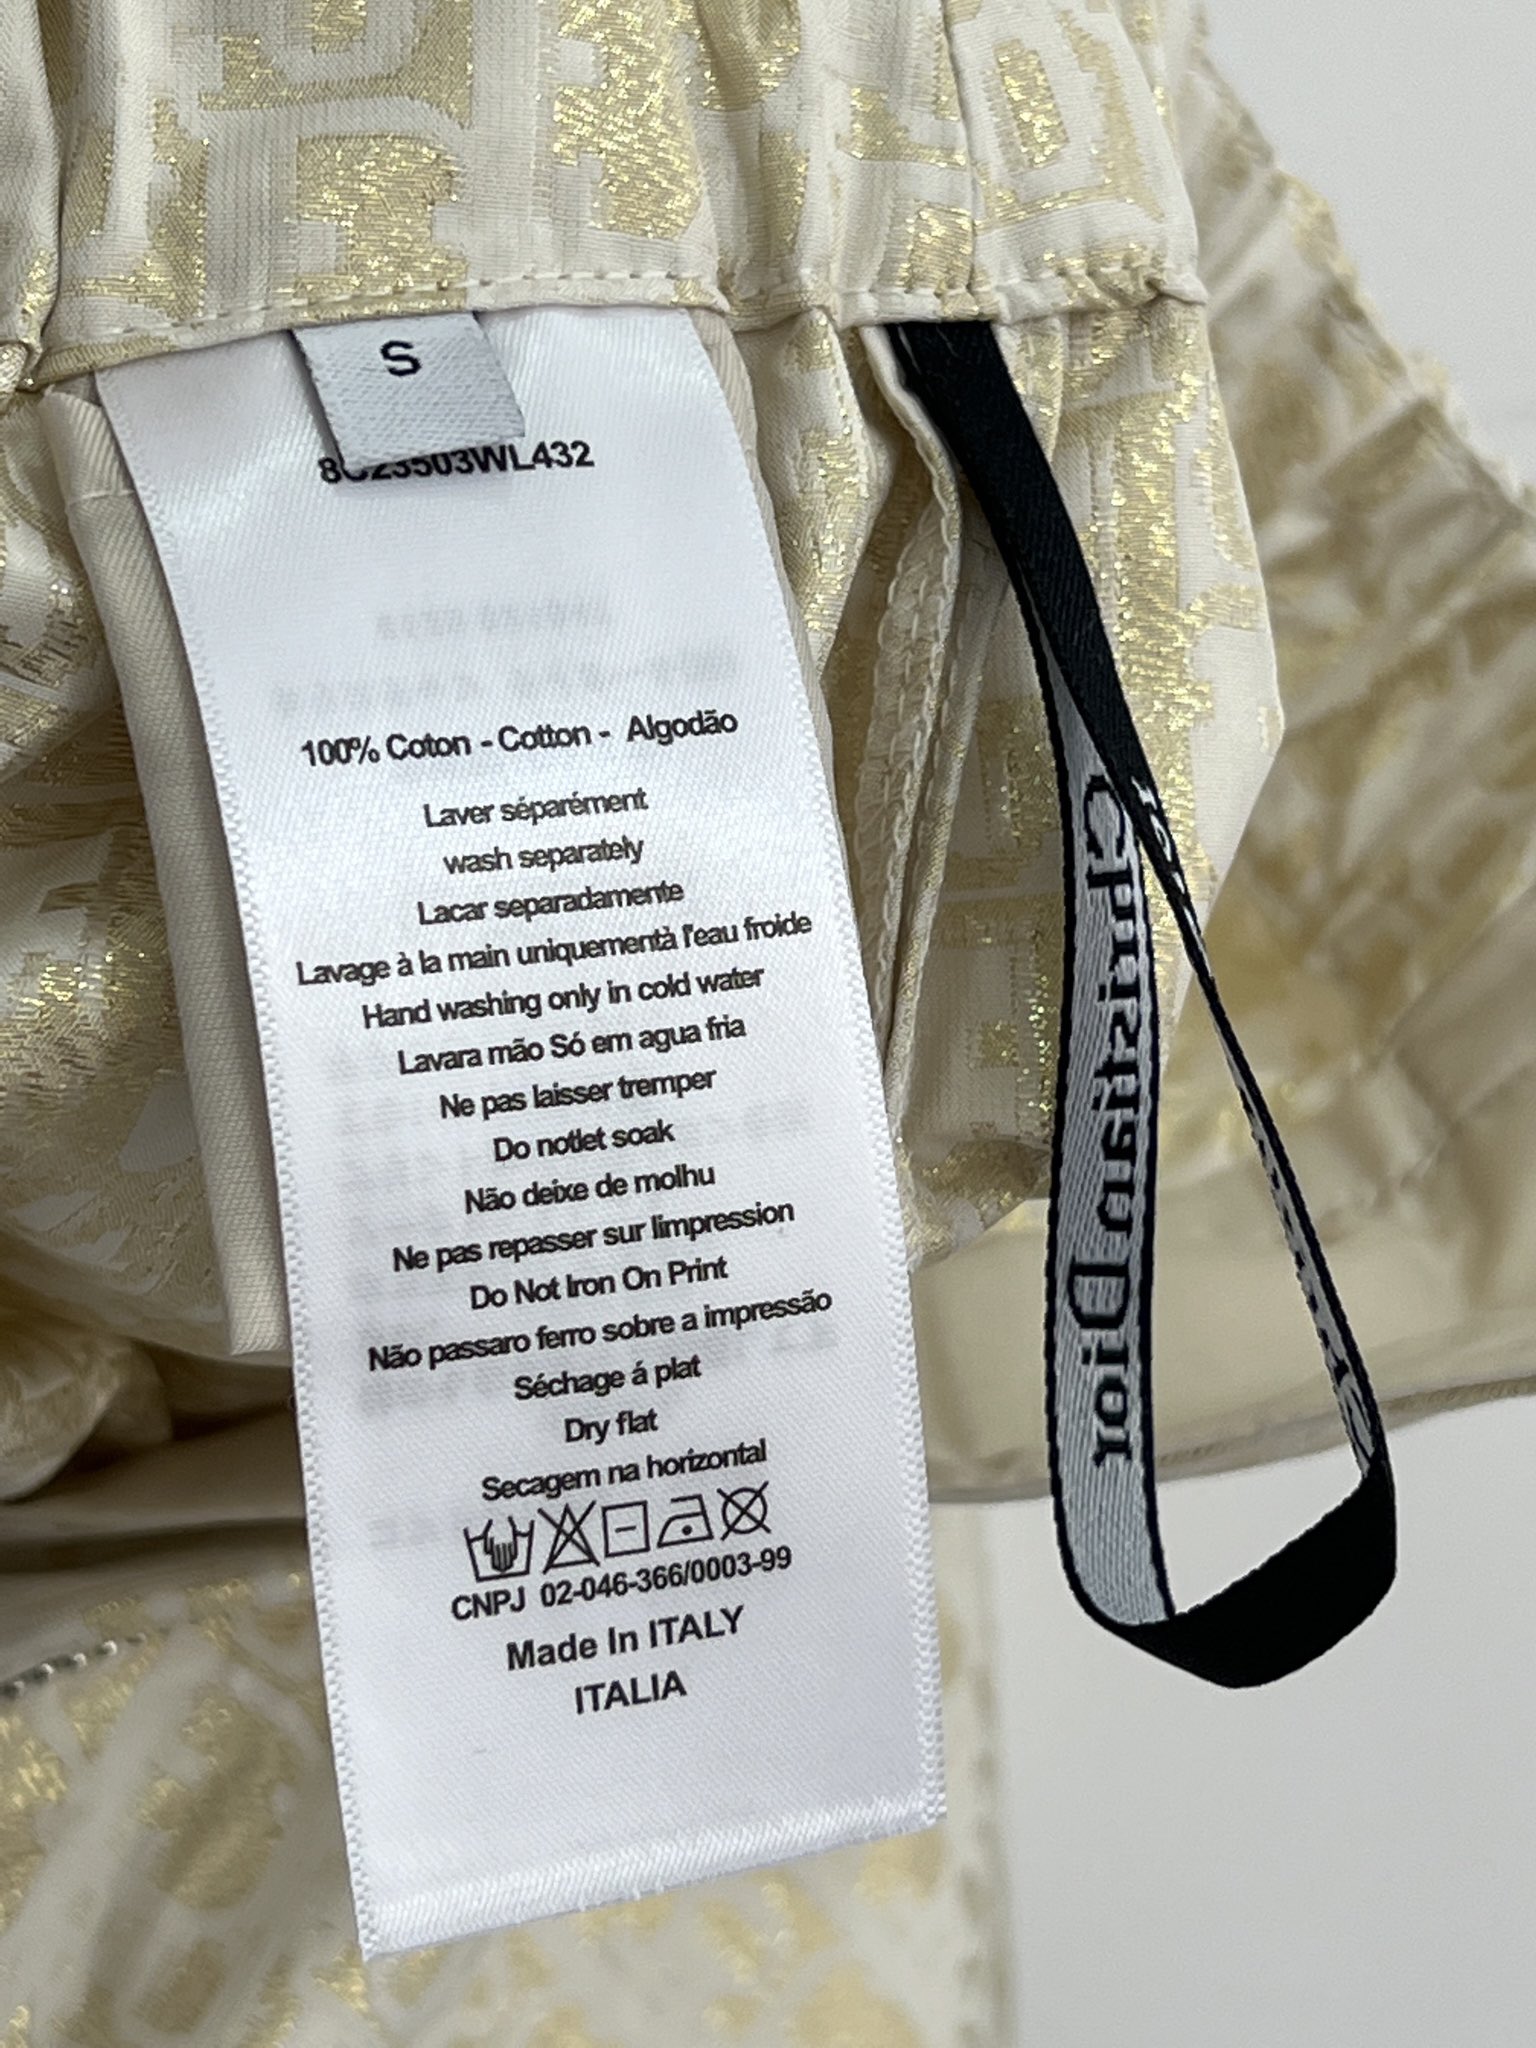 S
8C23503WL432
100% Coton - Cotton - Algodão
Laver séparément
wash separately
Lacar separadamente
Lavage à la main uniquementà l'eau froide
Hand washing only in cold water
Lavara mão Só em agua fria
Ne pas laisser tremper
Do notlet soak
Não deixe de molhu
Ne pas repasser sur limpression
Do Not Iron On Print
Não passaro ferro sobre a impressão
Séchage á plat
Dry flat
Secagem na horizontal
CNPJ 02-046-366/0003-99
Made In ITALY
ITALIA
Christian Dior